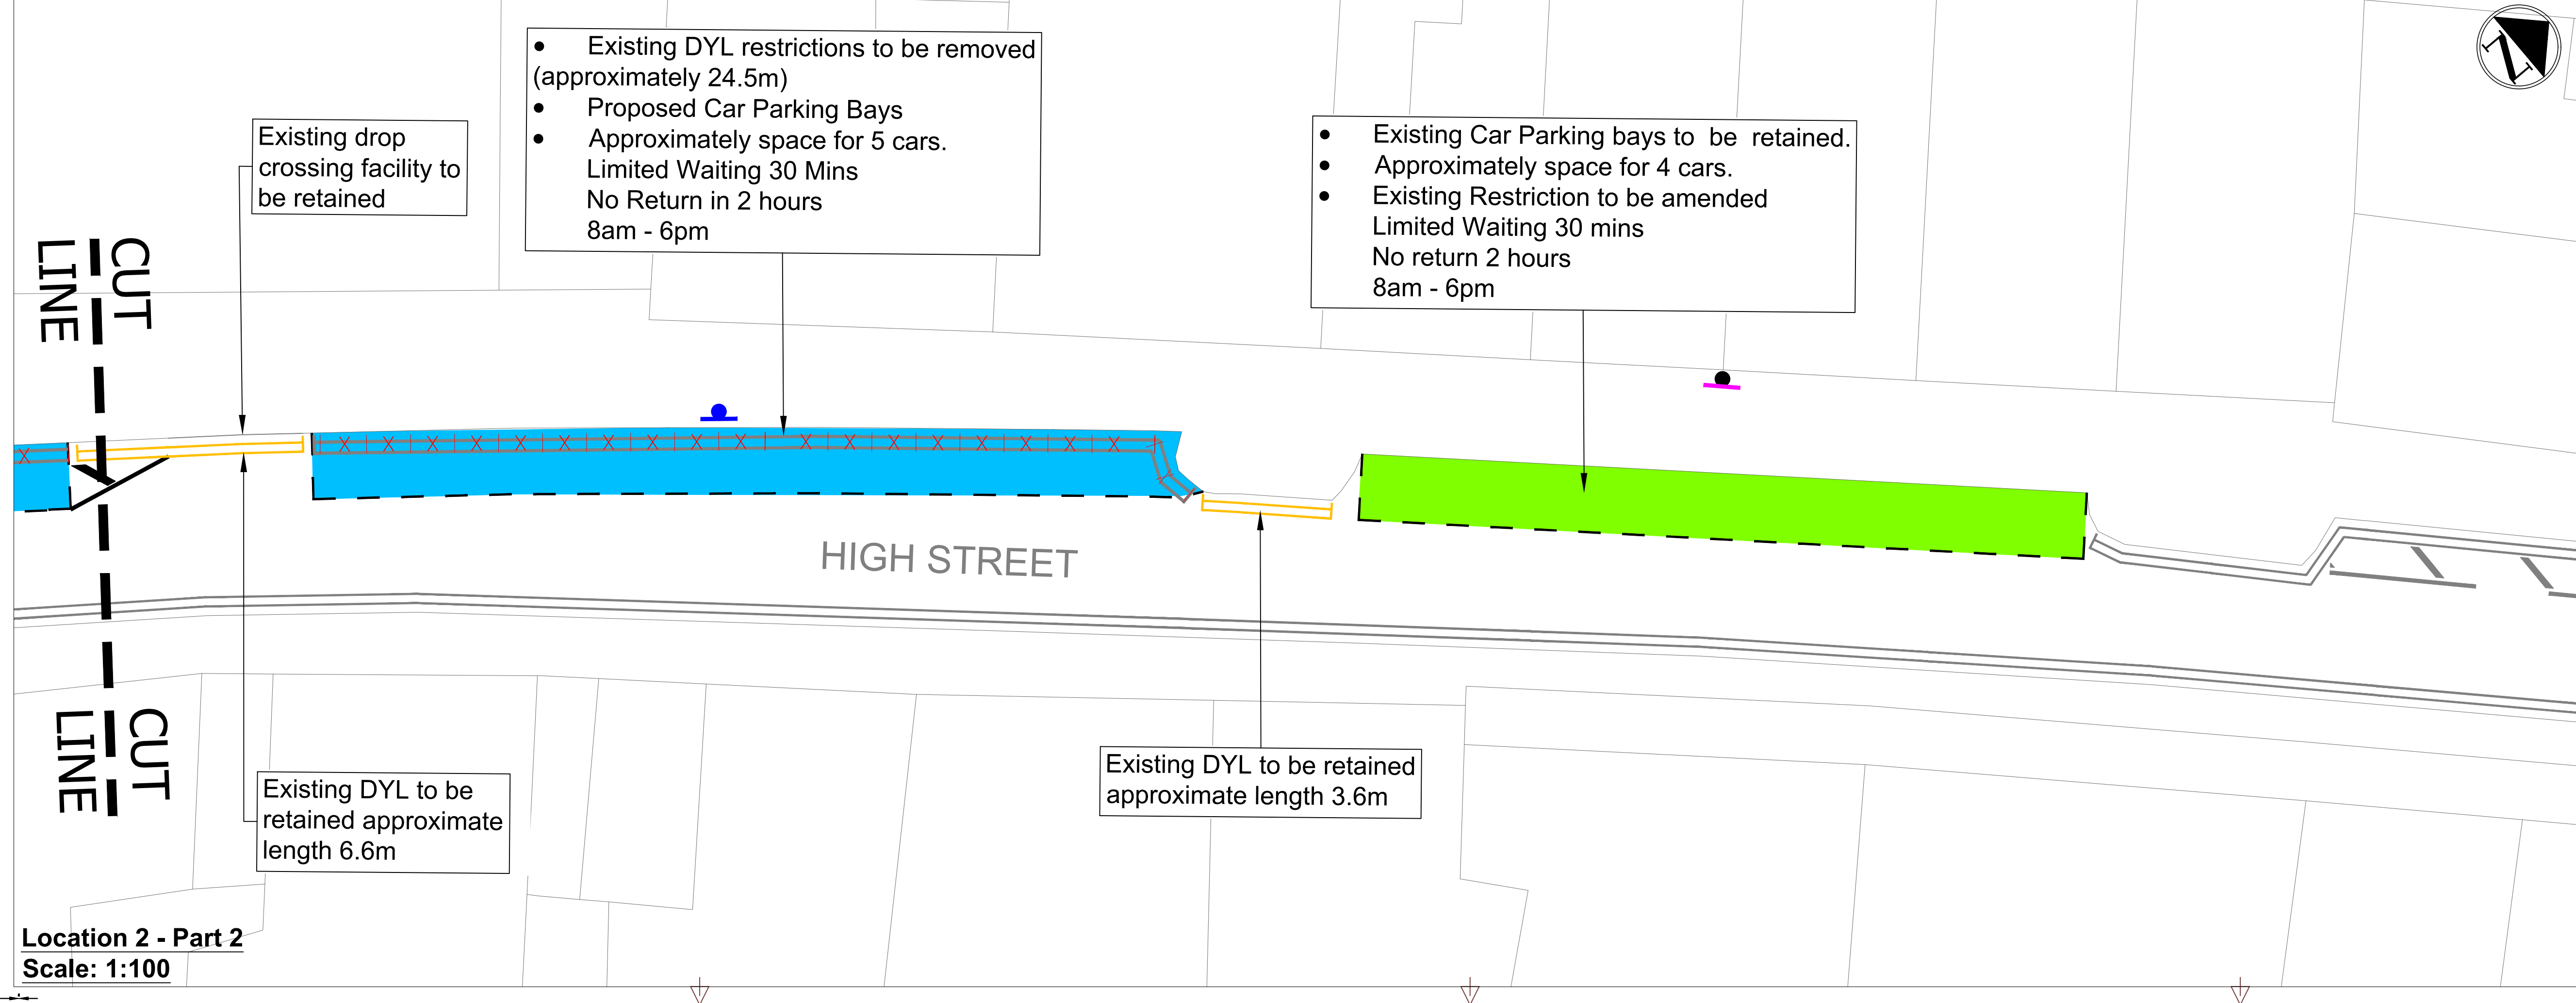 ● Existing DYL restrictions to be removed
(approximately 24.5m)
● Proposed Car Parking Bays
● Approximately space for 5 cars.
Limited Waiting 30 Mins
No Return in 2 hours
8am - 6pm
● Existing Car Parking bays to be retained.
● Approximately space for 4 cars.
● Existing Restriction to be amended
Limited Waiting 30 mins
No return 2 hours
8am - 6pm
N
Existing drop
crossing facility to
be retained
CUT
LINE
HIGH STREET
CUT
LINE
Existing DYL to be
retained approximate
length 6.6m
Existing DYL to be retained
approximate length 3.6m
Location 2 - Part 2
Scale: 1:100